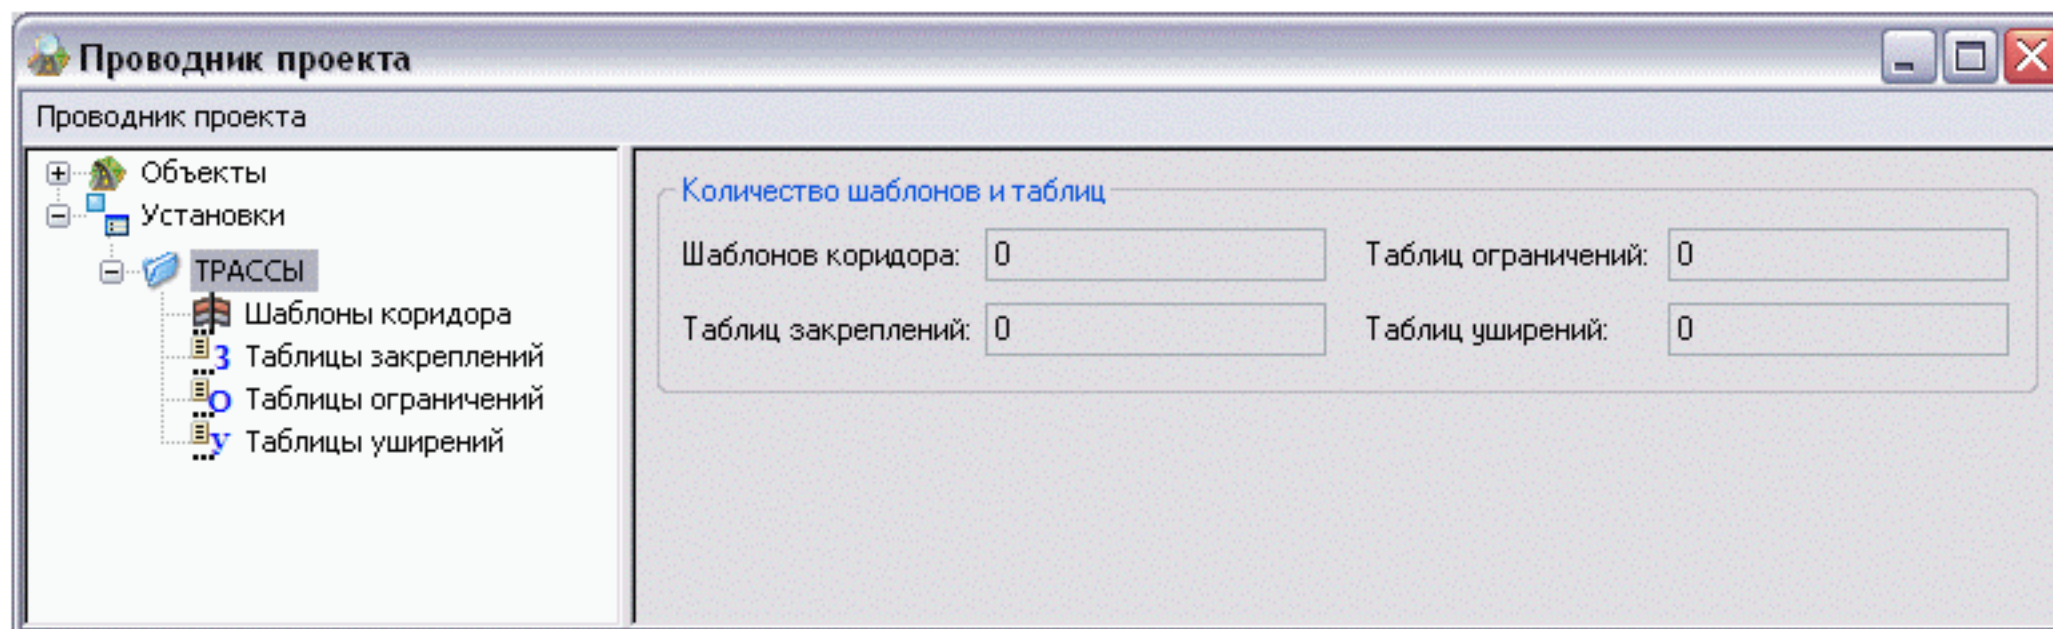 Проводник проекта
Проводник проекта
Объекты
Установки
ТРАССЫ
Шаблоны коридора
З Таблицы закреплений
О Таблицы ограничений
У Таблицы уширений
Количество шаблонов и таблиц
Шаблонов коридора: 0 Таблиц ограничений: 0
Таблиц закреплений: 0 Таблиц уширений: 0